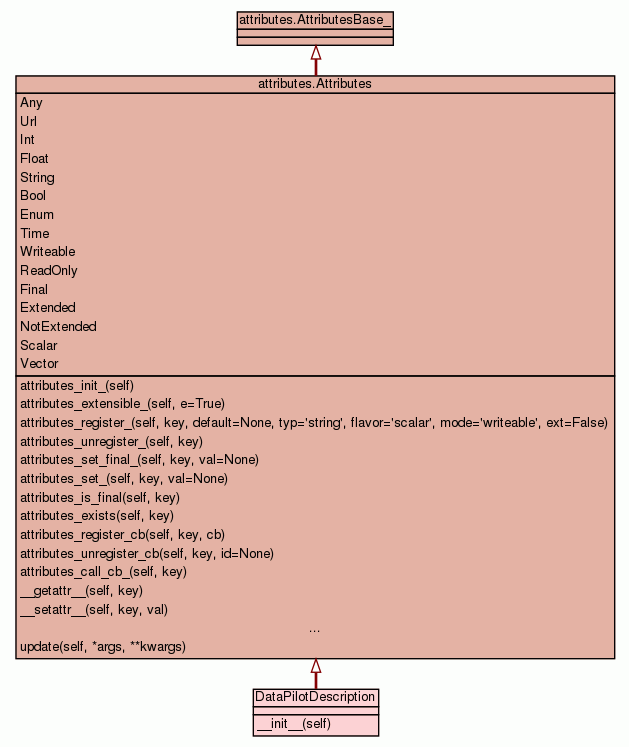 attributes.AttributesBase_
attributes.Attributes
Any
Url
Int
Float
String
Bool
Enum
Time
Writeable
ReadOnly
Final
Extended
NotExtended
Scalar
Vector
attributes_init_(self)
attributes_extensible_(self, e=True)
attributes_register_(self, key, default=None, typ='string', flavor='scalar', mode='writeable', ext=False)
attributes_unregister_(self, key)
attributes_set_final_(self, key, val=None)
attributes_set_(self, key, val=None)
attributes_is_final(self, key)
attributes_exists(self, key)
attributes_register_cb(self, key, cb)
attributes_unregister_cb(self, key, id=None)
attributes_call_cb_(self, key)
__getattr__(self, key)
__setattr__(self, key, val)
...
update(self, *args, **kwargs)
DataPilotDescription
__init__(self)